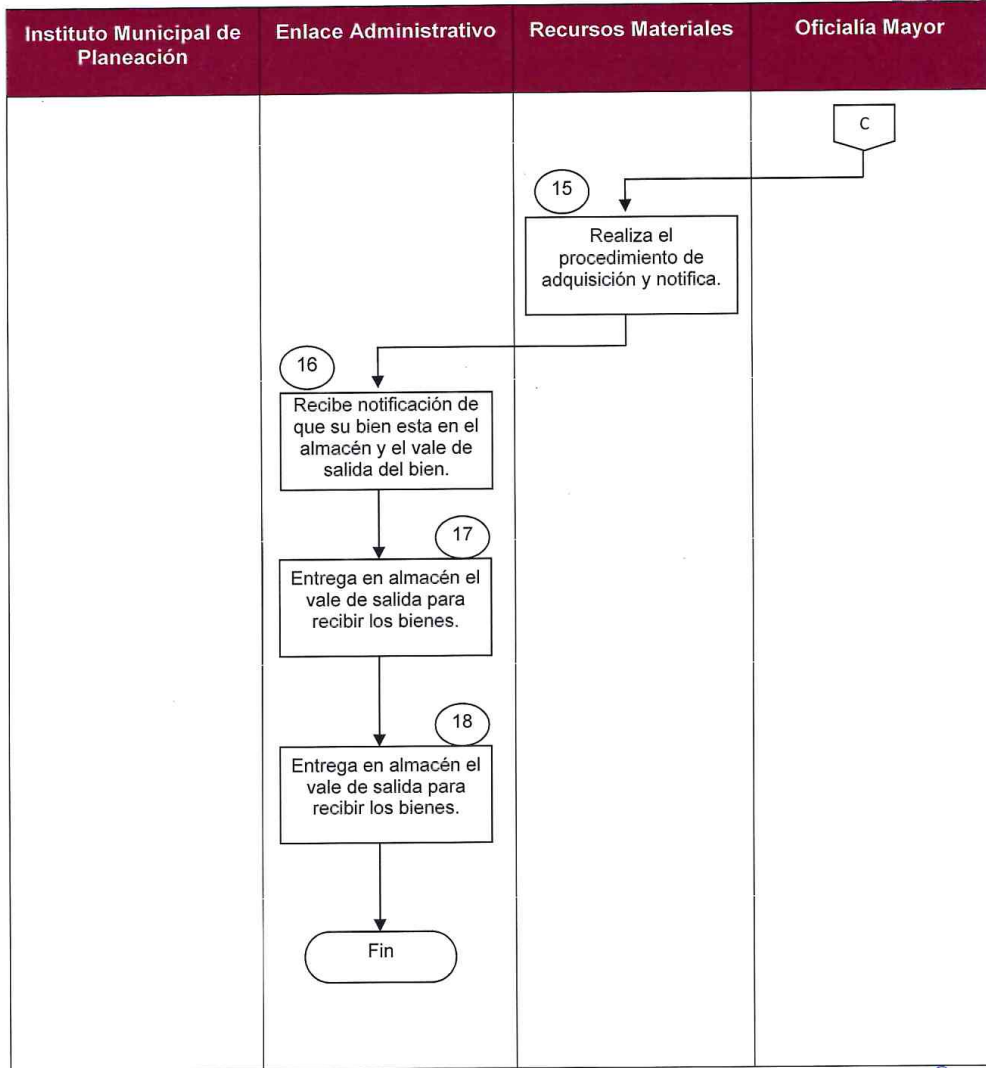 Instituto Municipal de
Planeación
Enlace Administrativo
Recursos Materiales
Oficialía Mayor
C
15
Realiza el
procedimiento de
adquisición y notifica.
16
Recibe notificación de
que su bien esta en el
almacén y el vale de
salida del bien.
17
Entrega en almacén el
vale de salida para
recibir los bienes.
18
Entrega en almacén el
vale de salida para
recibir los bienes.
Fin